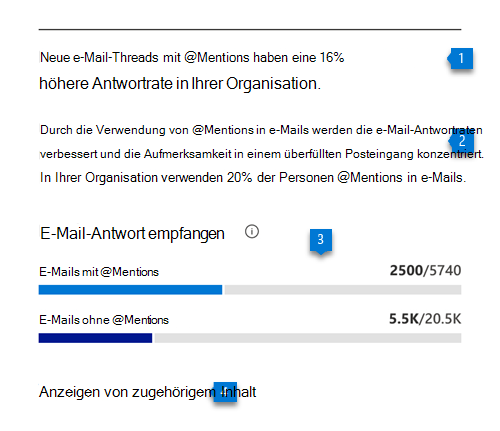 Neue e-Mail-Threads mit @Mentions haben eine 16%
1
höhere Antwortrate in Ihrer Organisation.
Durch die Verwendung von @Mentions in e-Mails werden die e-Mail-Antwortraten
2
verbessert und die Aufmerksamkeit in einem überfüllten Posteingang konzentriert.
In Ihrer Organisation verwenden 20% der Personen @Mentions in e-Mails.
E-Mail-Antwort empfangen
3
E-Mails mit @Mentions 2500/5740
E-Mails ohne @Mentions 5.5K/20.5K
Anzeigen von zugehörigem Inhalt
4